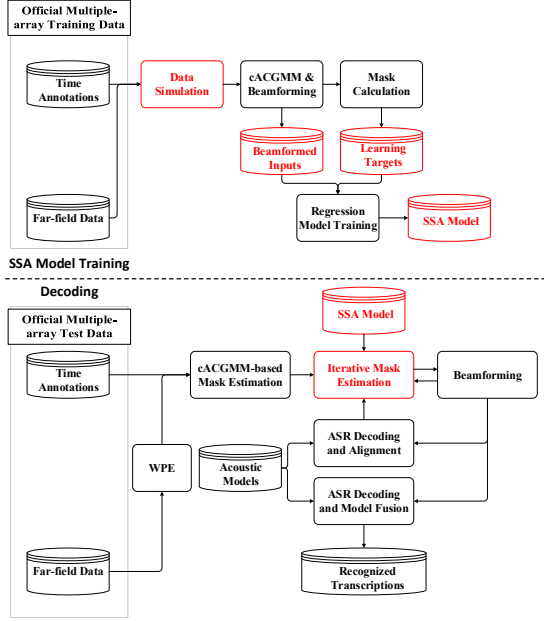 Official Multiple-
array Training Data
Time
Annotations
Data
Simulation
cACGMM &
Beamforming
Mask
Calculation
Beamformed
Inputs
Learning
Targets
Far-field Data
Regression
Model Training
SSA Model
SSA Model Training
Decoding
Official Multiple-
array Test Data
SSA Model
Time
Annotations
cACGMM-based
Mask Estimation
Iterative Mask
Estimation
Beamforming
WPE
Acoustic
Models
ASR Decoding
and Alignment
ASR Decoding
and Model Fusion
Far-field Data
Recognized
Transcriptions